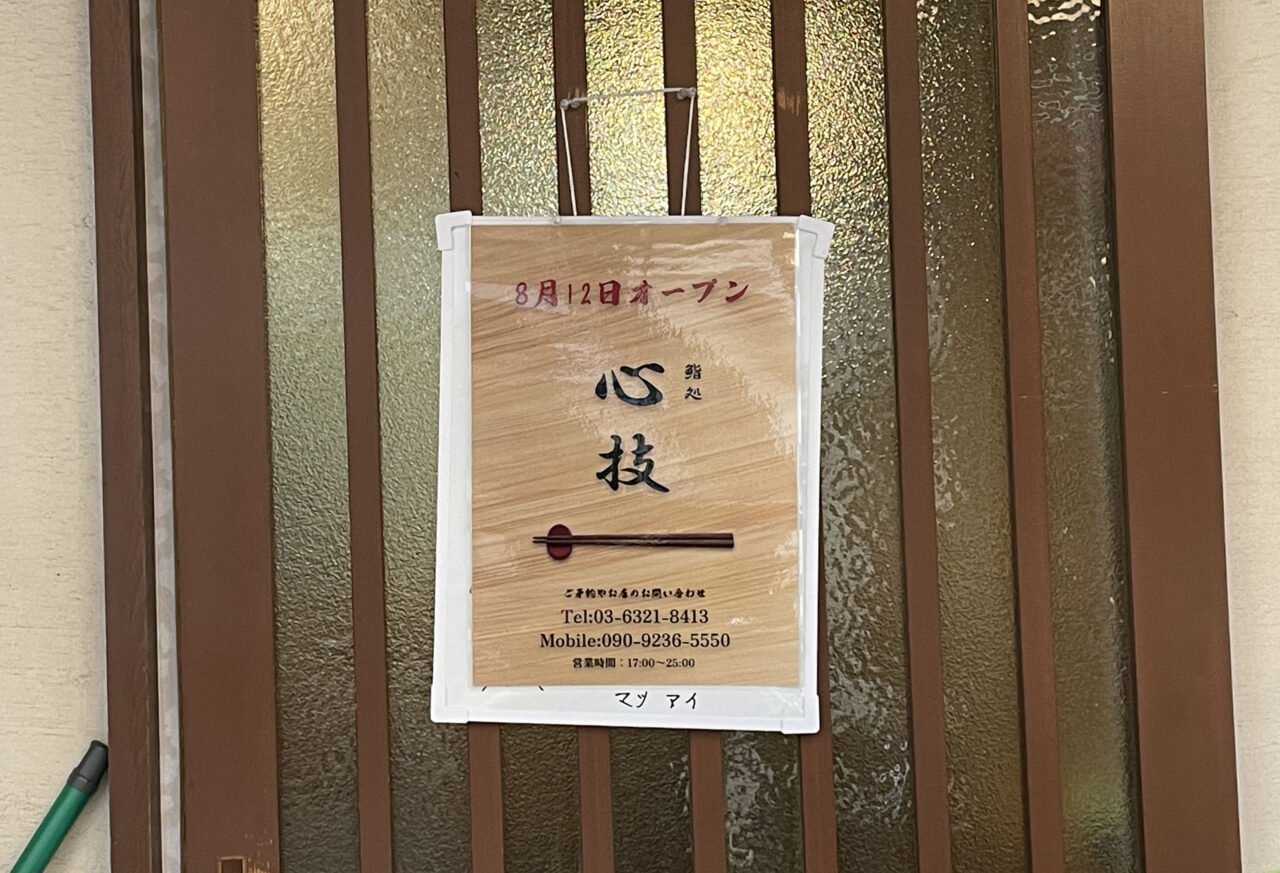 8月12日オープン
鮨処
心技
ご予約やお店のお問い合わせ
Tel:03-6321-8413
Mobile:090-9236-5550
営業時間：17:00〜25:00
マツ アイ